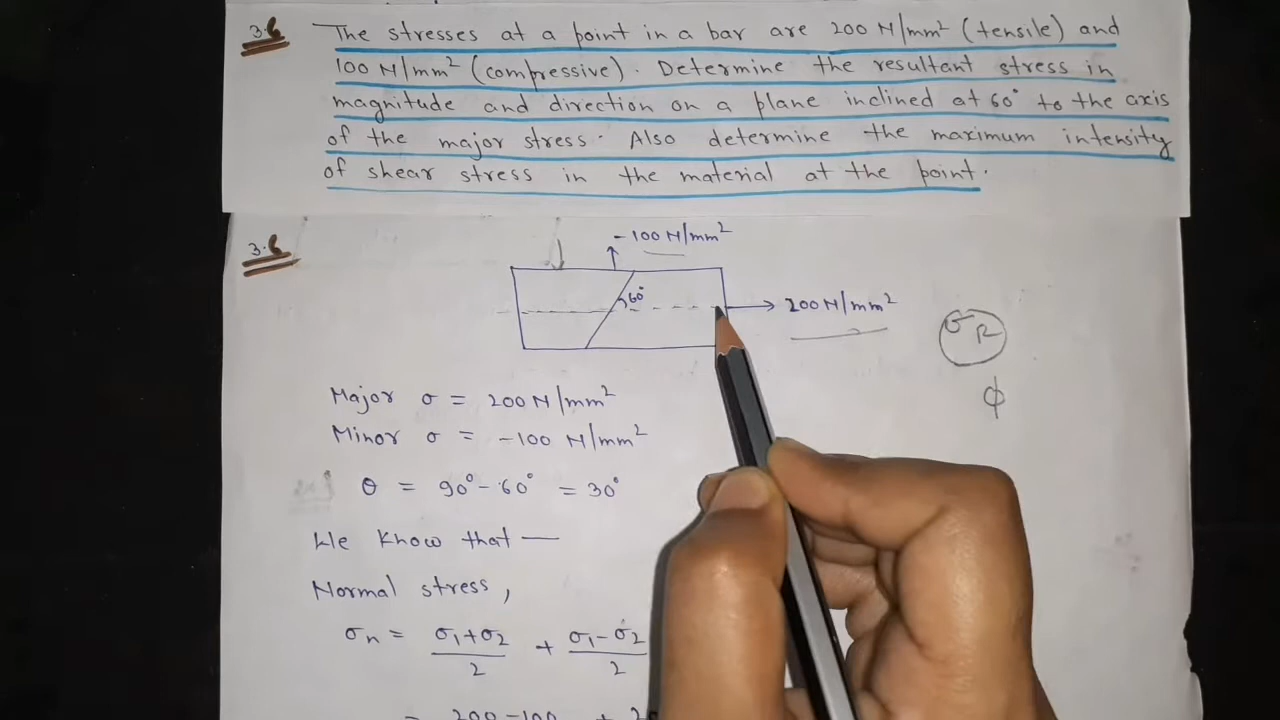 3.6 The stresses at a point in a bar are 200 N/mm² (tensile) and
100 N/mm² (compressive). Determine the resultant stress in
magnitude and direction on a plane inclined at 60° to the axis
of the major stress. Also determine the maximum intensity
of shear stress in the material at the point.
3.6
-100 N/mm²
60°
200 N/mm²
σR
ϕ
Major σ = 200 N/mm²
Minor σ = -100 N/mm²
θ = 90° - 60° = 30°
We know that —
Normal stress,
σn = σ1+σ2/2 + σ1-σ2/2
= 200-100 +